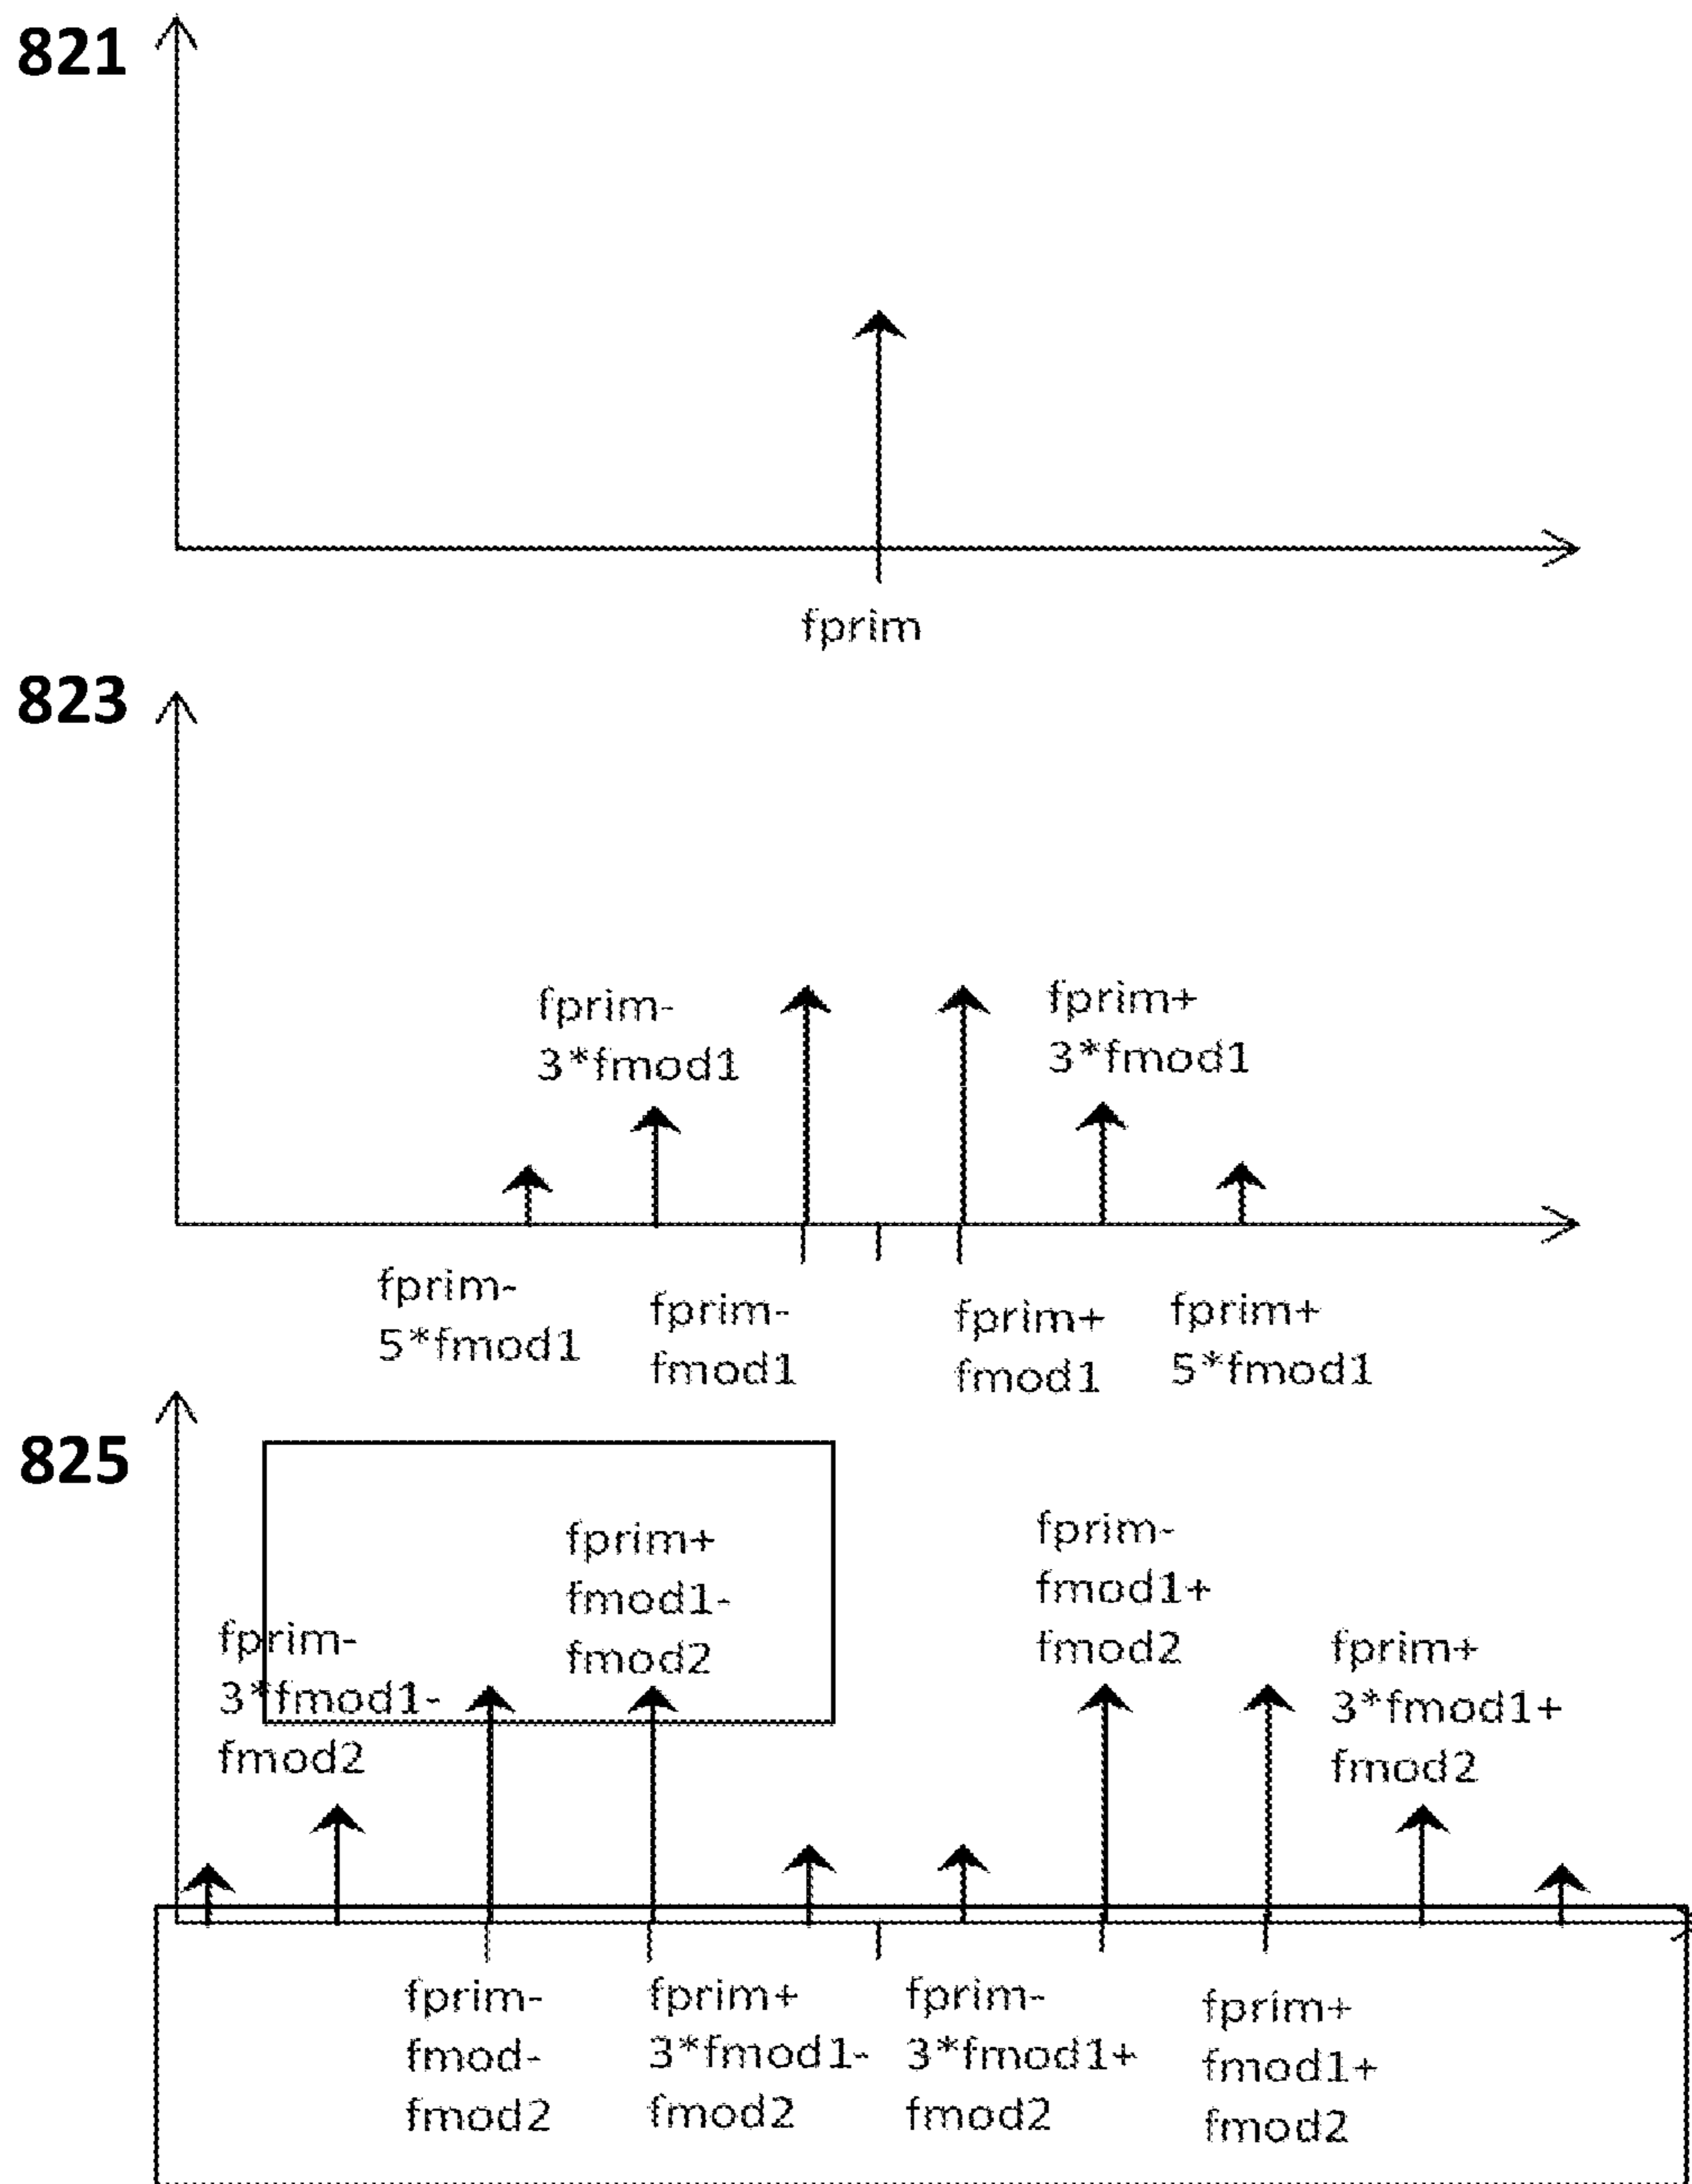 821
fprim
823
fprim-
3*fmod1
fprim+
3*fmod1
fprim-
5*fmod1
fprim-
fmod1
fprim+
fmod1
fprim+
5*fmod1
825
fprim-
3*fmod1-
fmod2
fprim+
fmod1-
fmod2
fprim-
fmod1+
fmod2
fprim+
3*fmod1+
fmod2
fprim-
fmod-
fmod2
fprim+
3*fmod1-
fmod2
fprim-
3*fmod1+
fmod2
fprim+
fmod1+
fmod2